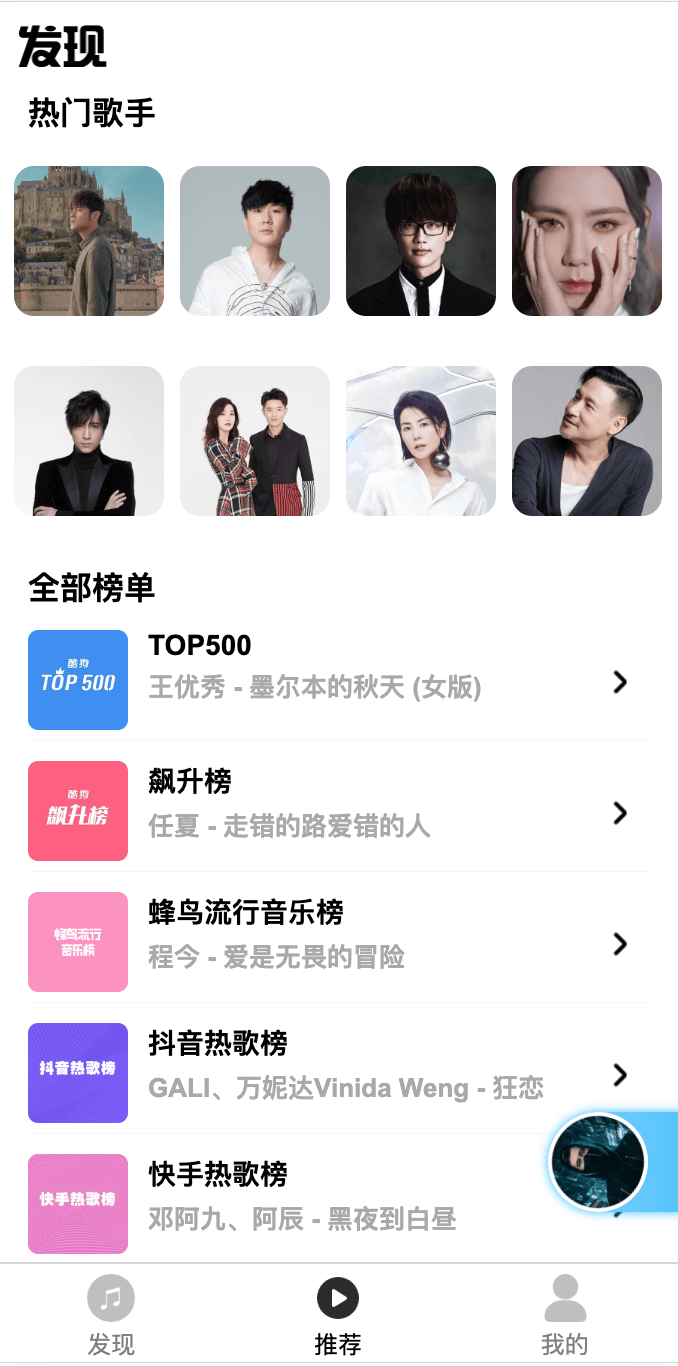 发现
热门歌手
全部榜单
酷狗
TOP 500
TOP500
王优秀 - 墨尔本的秋天 (女版)
酷狗
飙升榜
飙升榜
任夏 - 走错的路爱错的人
蜂鸟流行
音乐榜
蜂鸟流行音乐榜
程今 - 爱是无畏的冒险
抖音热歌榜
抖音热歌榜
GALI、万妮达Vinida Weng - 狂恋
快手热歌榜
快手热歌榜
邓阿九、阿辰 - 黑夜到白昼
发现
推荐
我的